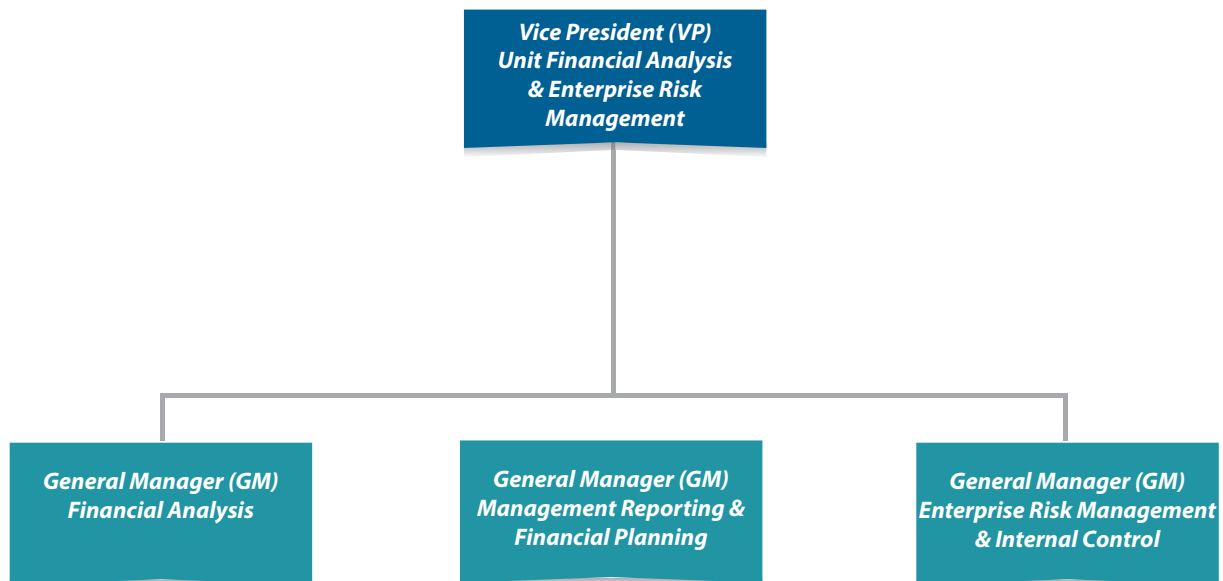 Vice President (VP)
Unit Financial Analysis
& Enterprise Risk
Management
General Manager (GM)
Financial Analysis
General Manager (GM)
Management Reporting &
Financial Planning
General Manager (GM)
Enterprise Risk Management
& Internal Control